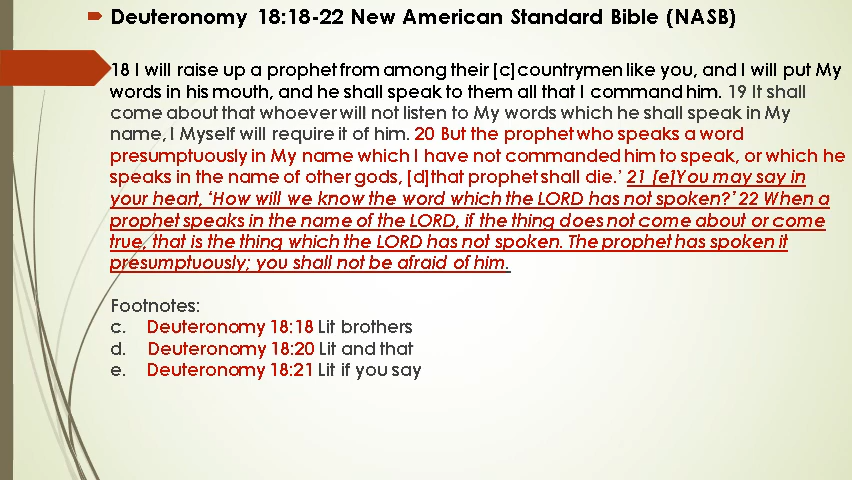 Deuteronomy 18:18-22 New American Standard Bible (NASB)
18 I will raise up a prophet from among their [c]countrymen like you, and I will put My
words in his mouth, and he shall speak to them all that I command him. 19 It shall
come about that whoever will not listen to My words which he shall speak in My
name, I Myself will require it of him. 20 But the prophet who speaks a word
presumptuously in My name which I have not commanded him to speak, or which he
speaks in the name of other gods, [d]that prophet shall die.’ 21 [e]You may say in
your heart, ‘How will we know the word which the LORD has not spoken?’ 22 When a
prophet speaks in the name of the LORD, if the thing does not come about or come
true, that is the thing which the LORD has not spoken. The prophet has spoken it
presumptuously; you shall not be afraid of him.
Footnotes:
c. Deuteronomy 18:18 Lit brothers
d. Deuteronomy 18:20 Lit and that
e. Deuteronomy 18:21 Lit if you say